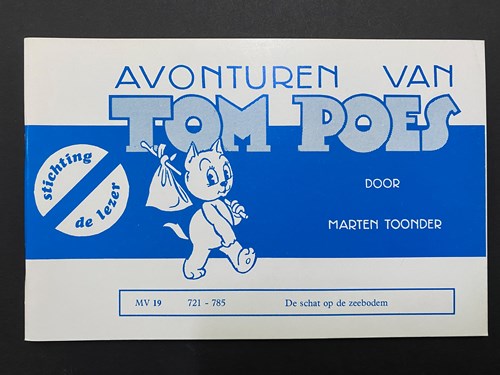 AVONTUREN VAN
TOM POES
stichting
de lezer
DOOR
MARTEN TOONDER
MV 19 721 - 785 De schat op de zeebodem